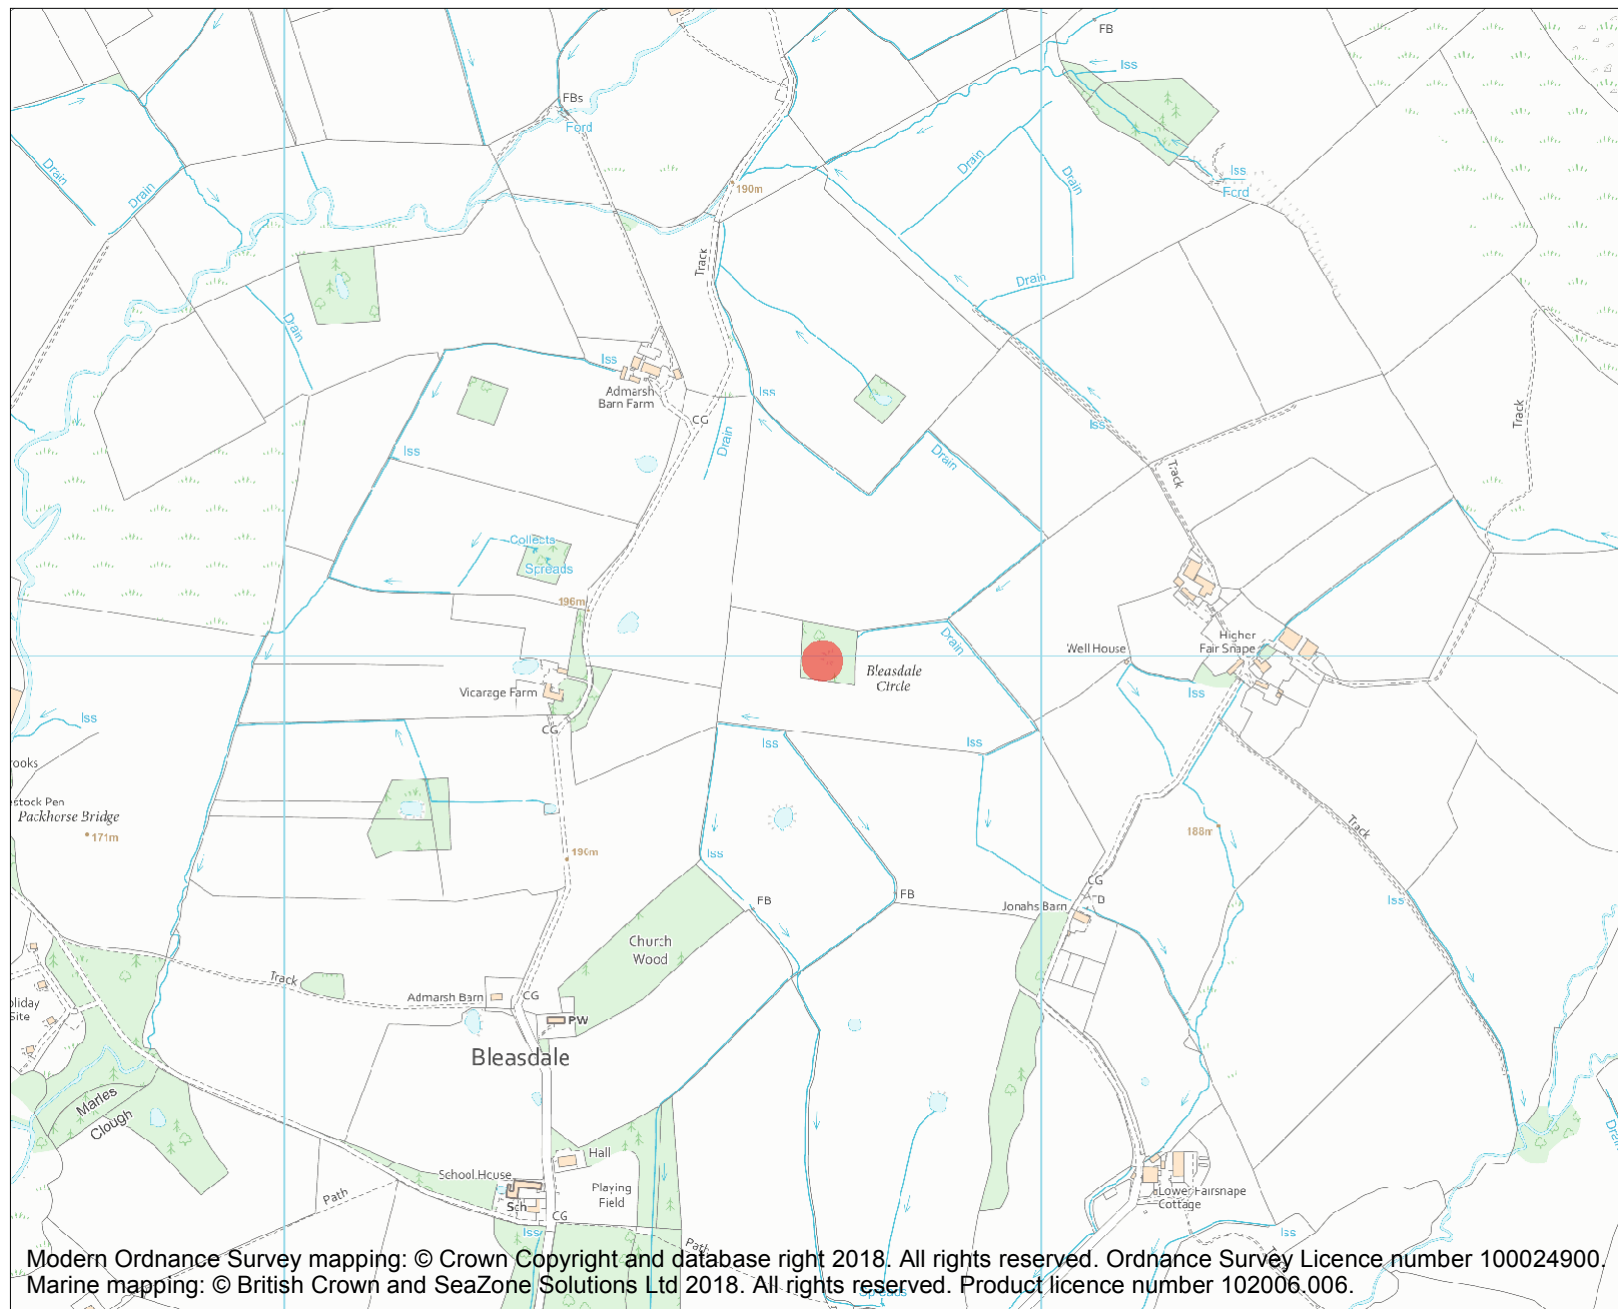 FB
Iss
FBs
Ford
Drain
Drain
Drain
Drain
Iss
Ford
190m
Track
Drain
Drain
Iss
Admarsh
Barn Farm
Iss
CG
Iss
Track
Iss
Drain
Drain
Track
Collects
Spreads
196m
Drain
Higher
Fair Snape
Well House
Bleasdale
Circle
Vicarage Farm
Iss
Iss
CG
Iss
Iss
rooks
stock Pen
Packhorse Bridge
171m
188m
Track
190m
Iss
CG
FB
FB
Jonahs Barn
Iss
Church
Wood
Track
Admarsh Barn
CG
oliday
Site
PW
Bleasdale
Marles
Clough
Drain
Hall
School House
Playing
Field
Path
Sch
CG
Lower Fairsnape
Cottage
Iss
Iss
Path
Modern Ordnance Survey mapping: © Crown Copyright and database right 2018. All rights reserved. Ordnance Survey Licence number 100024900.
Marine mapping: © British Crown and SeaZone Solutions Ltd 2018. All rights reserved. Product licence number 102006.006.